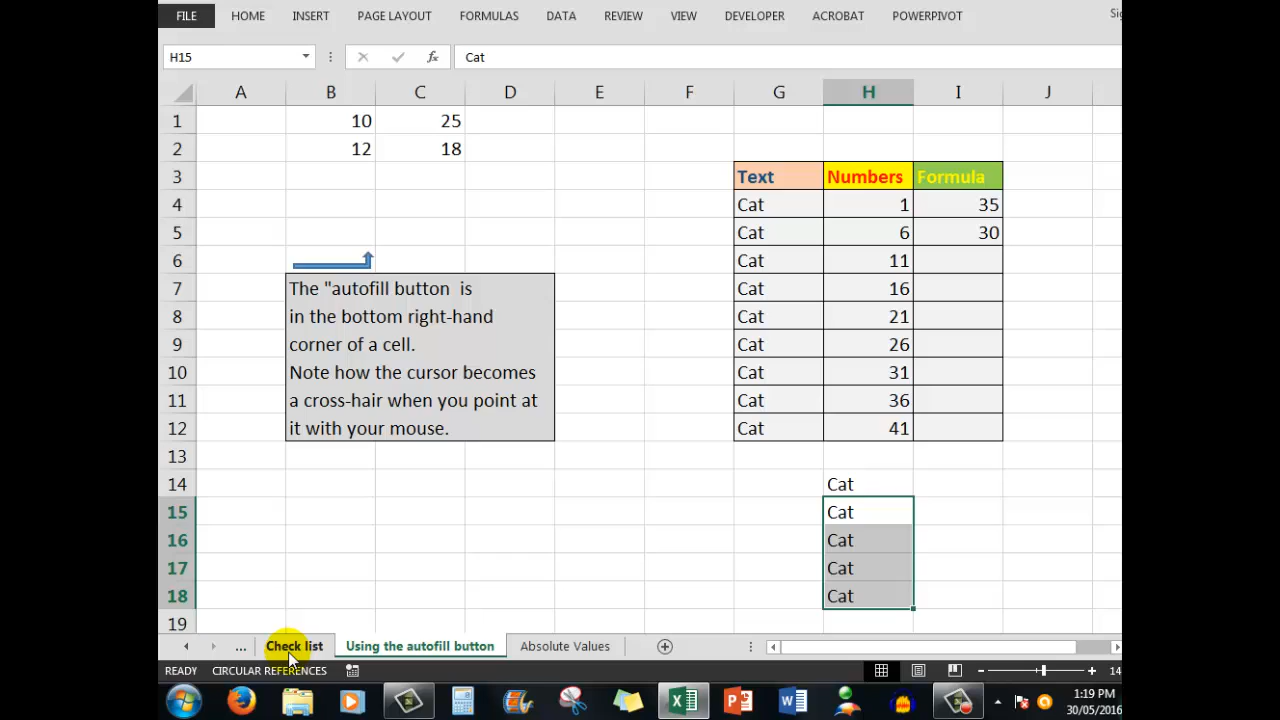 FILE HOME INSERT PAGE LAYOUT FORMULAS DATA REVIEW VIEW DEVELOPER ACROBAT POWERPIVOT
H15 fx Cat
A B C D E F G H I J
1 10 25
2 12 18
3 Text Numbers Formula
4 Cat 1 35
5 Cat 6 30
6 Cat 11
7 The "autofill button is Cat 16
8 in the bottom right-hand Cat 21
9 corner of a cell. Cat 26
10 Note how the cursor becomes Cat 31
11 a cross-hair when you point at Cat 36
12 it with your mouse. Cat 41
13
14 Cat
15 Cat
16 Cat
17 Cat
18 Cat
19
... Check list Using the autofill button Absolute Values
READY CIRCULAR REFERENCES 14
1:19 PM
30/05/2016